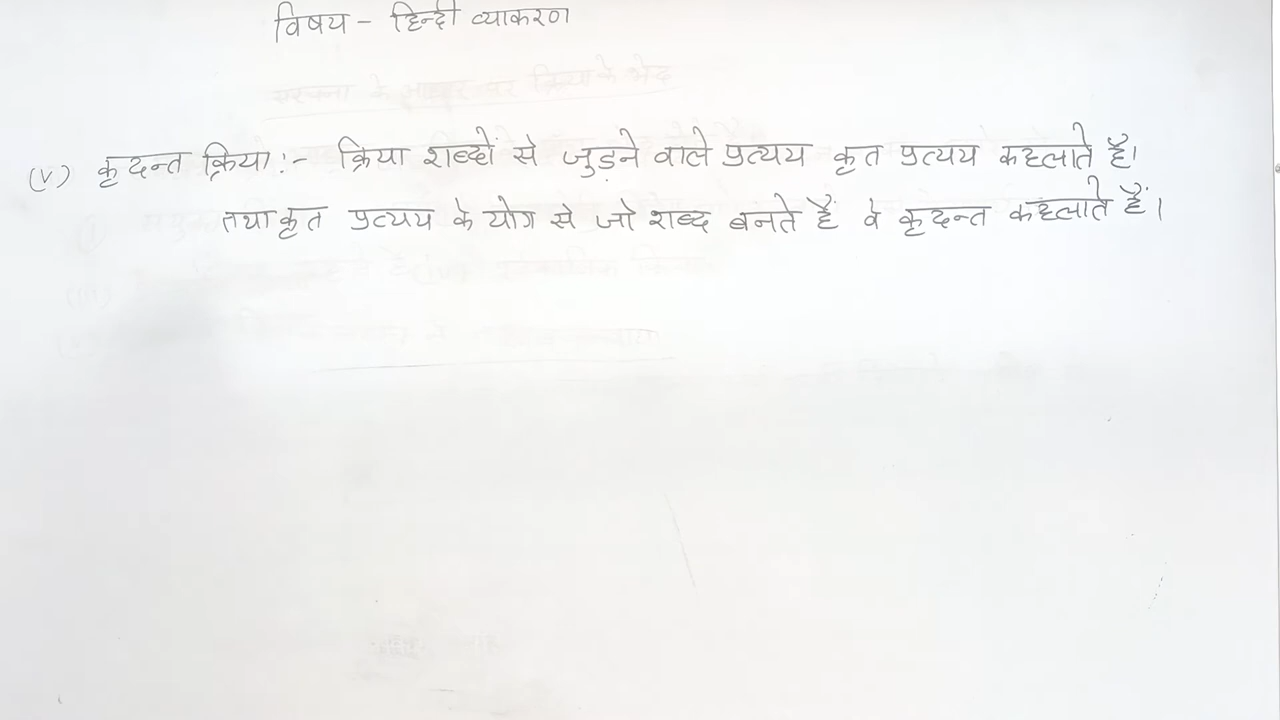 विषय - हिन्दी व्याकरण
(v) कृदन्त क्रिया:- क्रिया शब्दों से जुड़ने वाले प्रत्यय कृत प्रत्यय कहलाते हैं।
तथा कृत प्रत्यय के योग से जो शब्द बनते हैं वे कृदन्त कहलाते हैं।